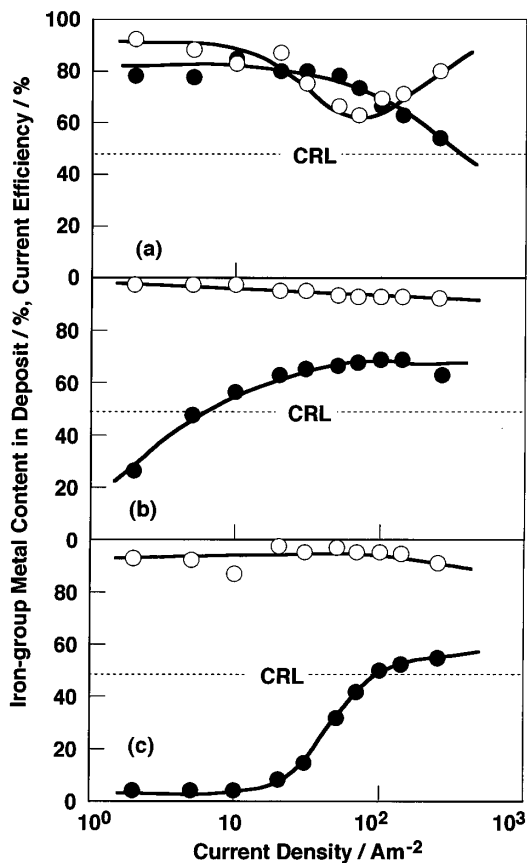 Iron-group Metal Content in Deposit / %, Current Efficiency / %
100
80
60
CRL
40
20
(a)
0
80
60
CRL
40
20
(b)
0
80
60
CRL
40
20
(c)
0
10⁰ 10 10² 10³
Current Density / Am⁻²